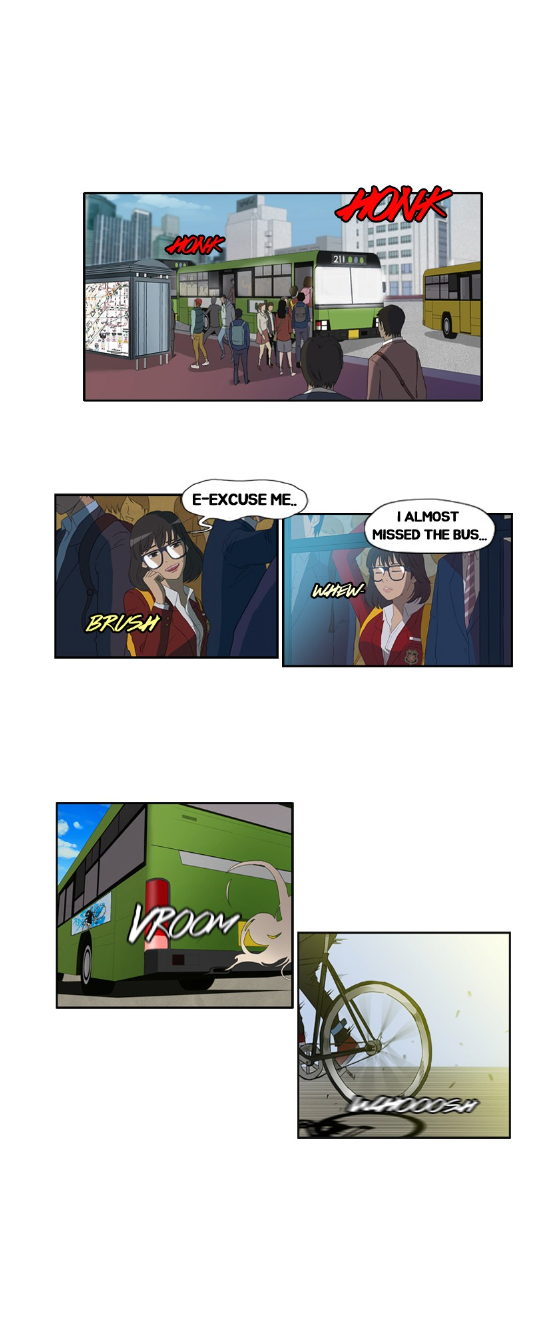 HONK
HONK
211
E-EXCUSE ME..
BRUSH
I ALMOST
MISSED THE BUS...
WHEW-
VROOM
WHOOOSH